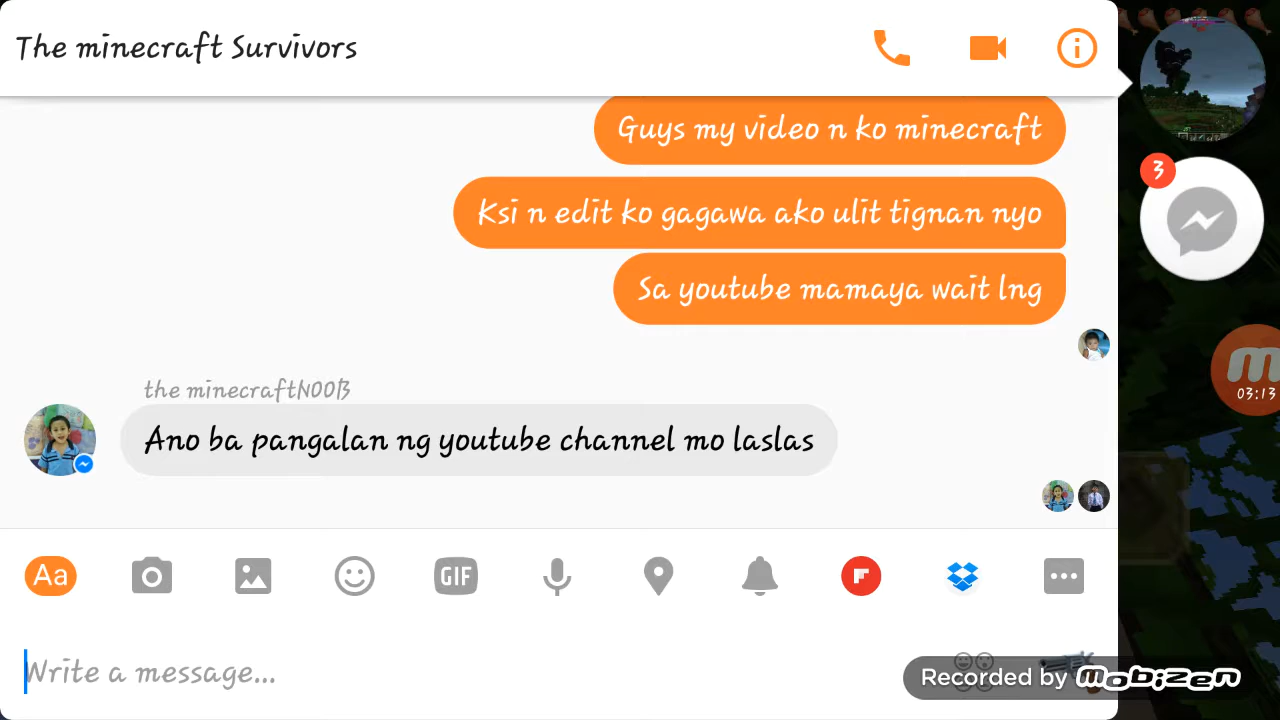 The minecraft Survivors
Guys my video n ko minecraft
Ksi n edit ko gagawa ako ulit tignan nyo
Sa youtube mamaya wait lng
3
the minecraftN00B
Ano ba pangalan ng youtube channel mo laslas
03:13
Aa
GIF
Write a message...
Recorded by mobizen